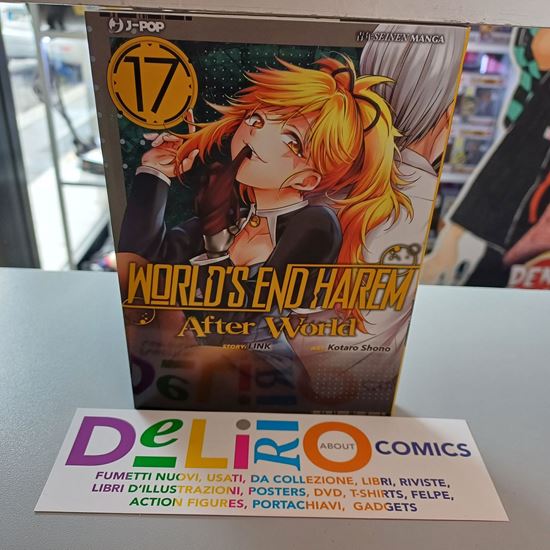 J-POP
J-SEINEN MANGA
17
WORLD'S END HAREM
After World
STORY: LINK
ART: Kotaro Shono
DeLiRiO
ABOUT
COMICS
FUMETTI NUOVI, USATI, DA COLLEZIONE, LIBRI, RIVISTE,
LIBRI D'ILLUSTRAZIONI, POSTERS, DVD, T-SHIRTS, FELPE,
ACTION FIGURES, PORTACHIAVI, GADGETS